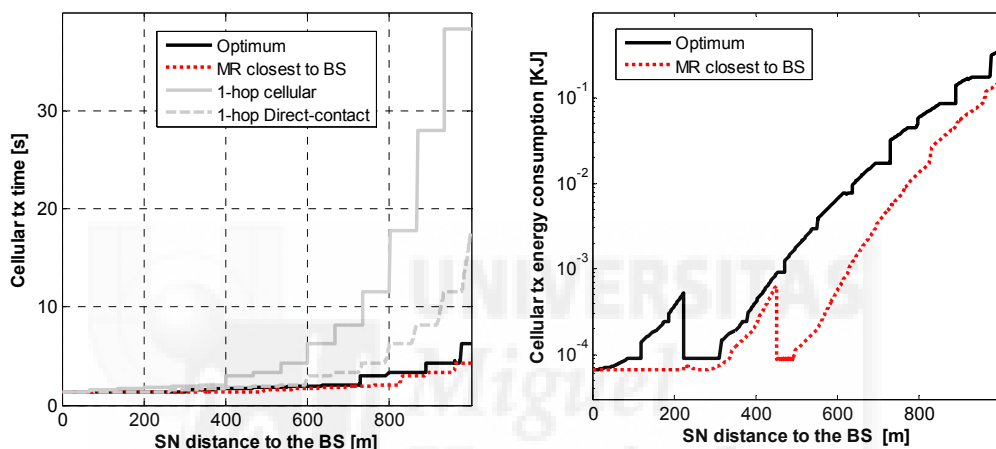 Optimum
MR closest to BS
1-hop cellular
1-hop Direct-contact
30
20
10
0
0 200 400 600 800
Cellular tx time [s]
SN distance to the BS [m]
Optimum
MR closest to BS
10-1
10-2
10-3
10-4
0 200 400 600 800
Cellular tx energy consumption [KJ]
SN distance to the BS [m]
UNIVERSITAS
Miguel